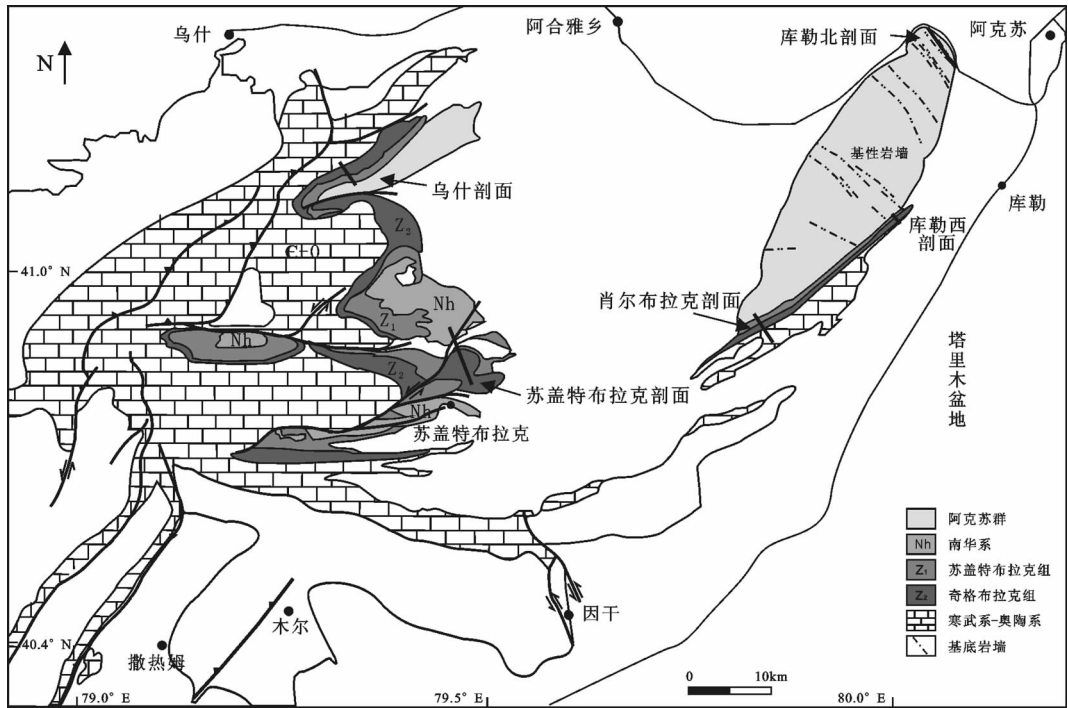 乌什
阿合雅乡
库勒北剖面
阿克苏
N
基性岩墙
乌什剖面
库勒
Z₂
库勒西
剖面
Є-O
41.0° N
Nh
肖尔布拉克剖面
Z₁
Nh
塔里木盆地
Z₂
苏盖特布拉克剖面
Nh
苏盖特布拉克
阿克苏群
Nh 南华系
Z₁ 苏盖特布拉克组
Z₂ 奇格布拉克组
寒武系-奥陶系
基底岩墙
因干
木尔
40.4° N
撒热姆
0 10km
79.0° E
79.5° E
80.0° E